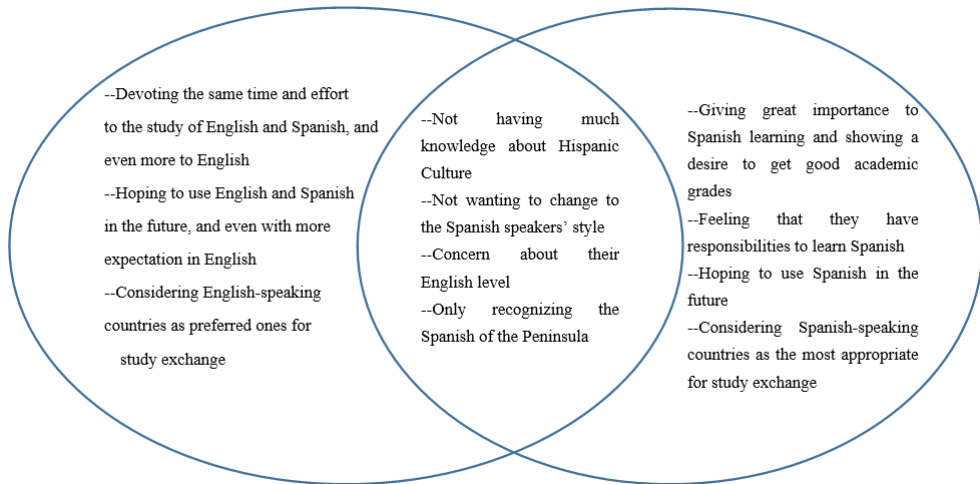 --Devoting the same time and effort
to the study of English and Spanish, and
even more to English
--Hoping to use English and Spanish
in the future, and even with more
expectation in English
--Considering English-speaking
countries as preferred ones for
study exchange
--Not having much
knowledge about Hispanic
Culture
--Not wanting to change to
the Spanish speakers’ style
--Concern about their
English level
--Only recognizing the
Spanish of the Peninsula
--Giving great importance to
Spanish learning and showing a
desire to get good academic
grades
--Feeling that they have
responsibilities to learn Spanish
--Hoping to use Spanish in the
future
--Considering Spanish-speaking
countries as the most appropriate
for study exchange